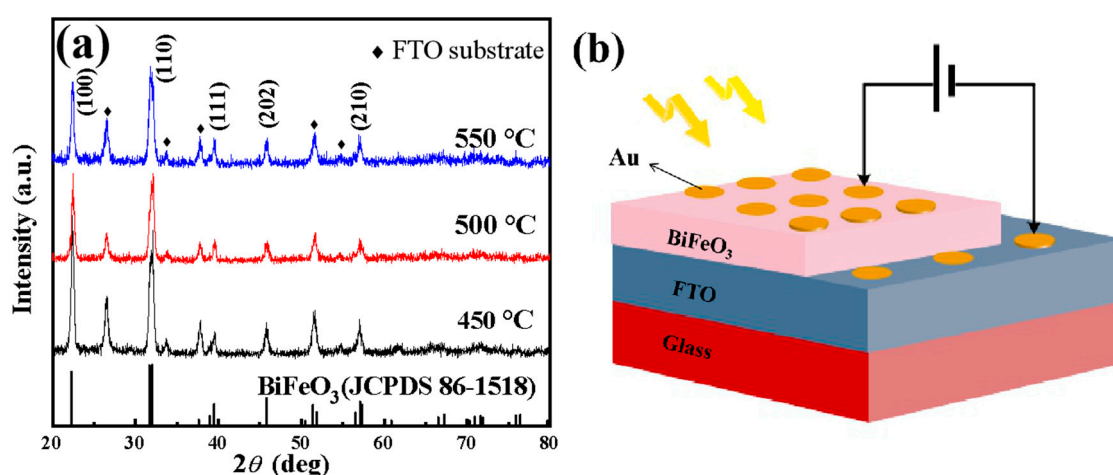 (a)
♦ FTO substrate
(100)
(110)
(111)
(202)
(210)
550 °C
500 °C
450 °C
BiFeO₃(JCPDS 86-1518)
Intensity (a.u.)
20 30 40 50 60 70 80
2θ (deg)
(b)
Au
BiFeO₃
FTO
Glass